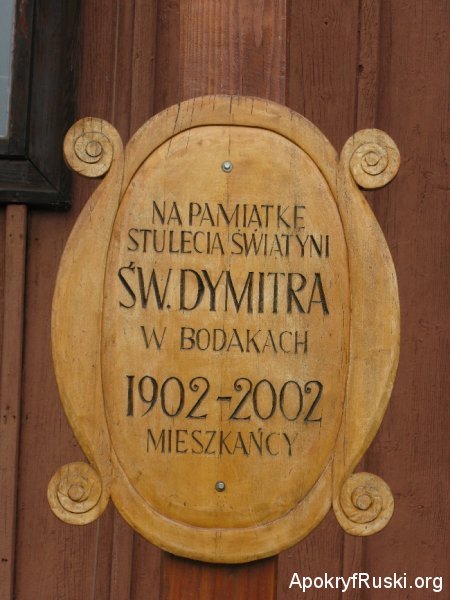 NA PAMIĄTKĘ
STULECIA ŚWIĄTYNI
ŚW. DYMITRA
W BODAKACH
1902-2002
MIESZKAŃCY
ApokryfRuski.org